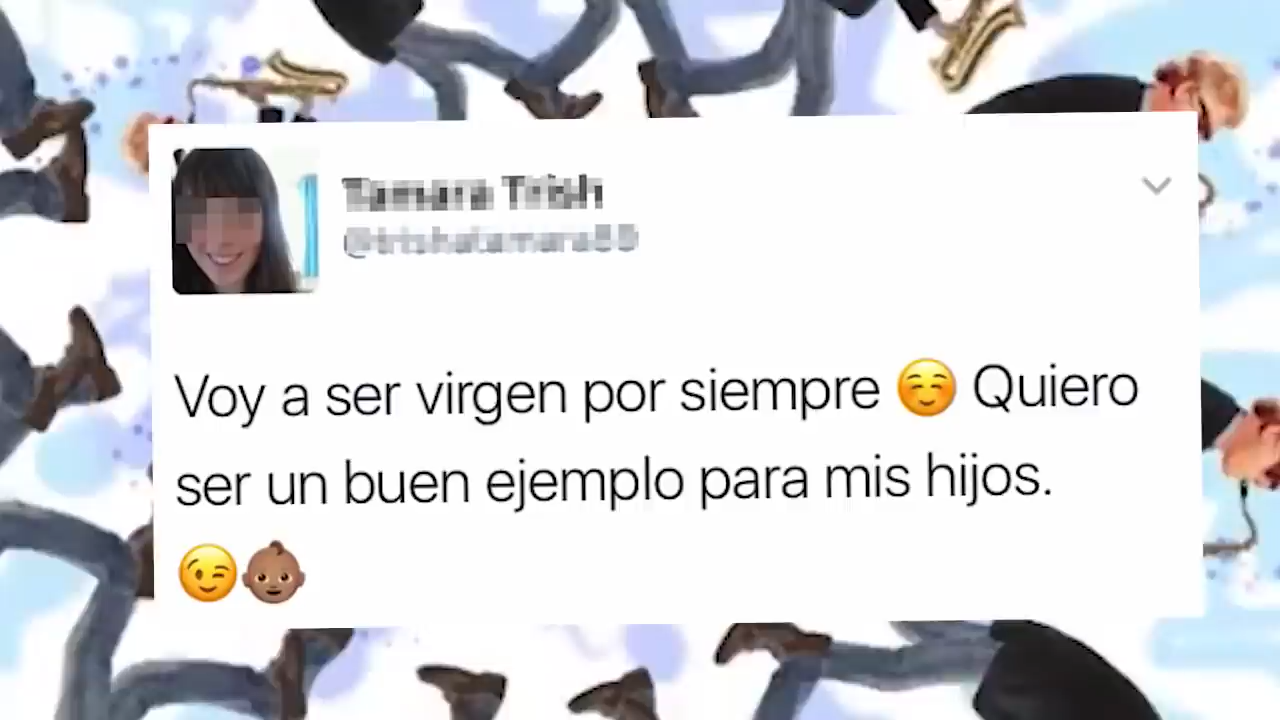 Voy a ser virgen por siempre ☺️ Quiero
ser un buen ejemplo para mis hijos.
😉👶🏽